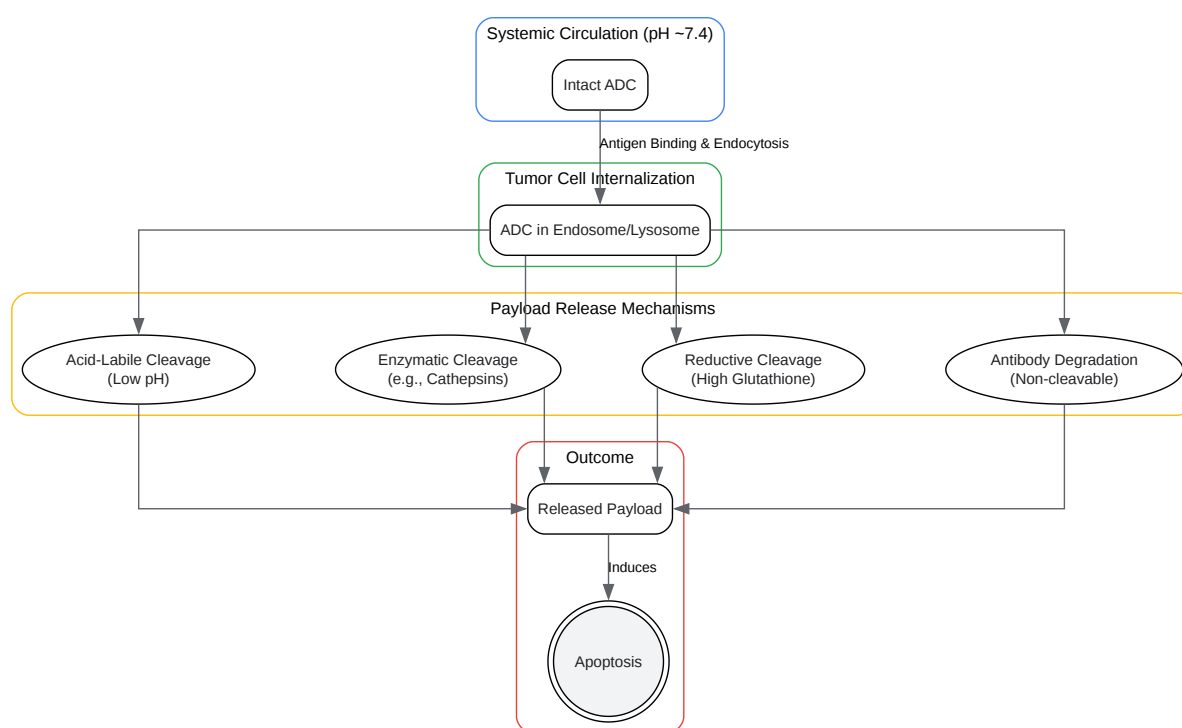 Systemic Circulation (pH ~7.4)
Intact ADC
Antigen Binding & Endocytosis
Tumor Cell Internalization
ADC in Endosome/Lysosome
Payload Release Mechanisms
Acid-Labile Cleavage
(Low pH)
Enzymatic Cleavage
(e.g., Cathepsins)
Reductive Cleavage
(High Glutathione)
Antibody Degradation
(Non-cleavable)
Outcome
Released Payload
Induces
Apoptosis